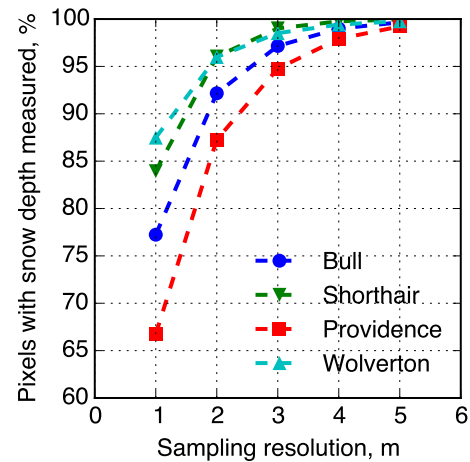 Pixels with snow depth measured, %
100
95
90
85
80
75
70
65
60
Bull
Shorthair
Providence
Wolverton
0 1 2 3 4 5 6
Sampling resolution, m